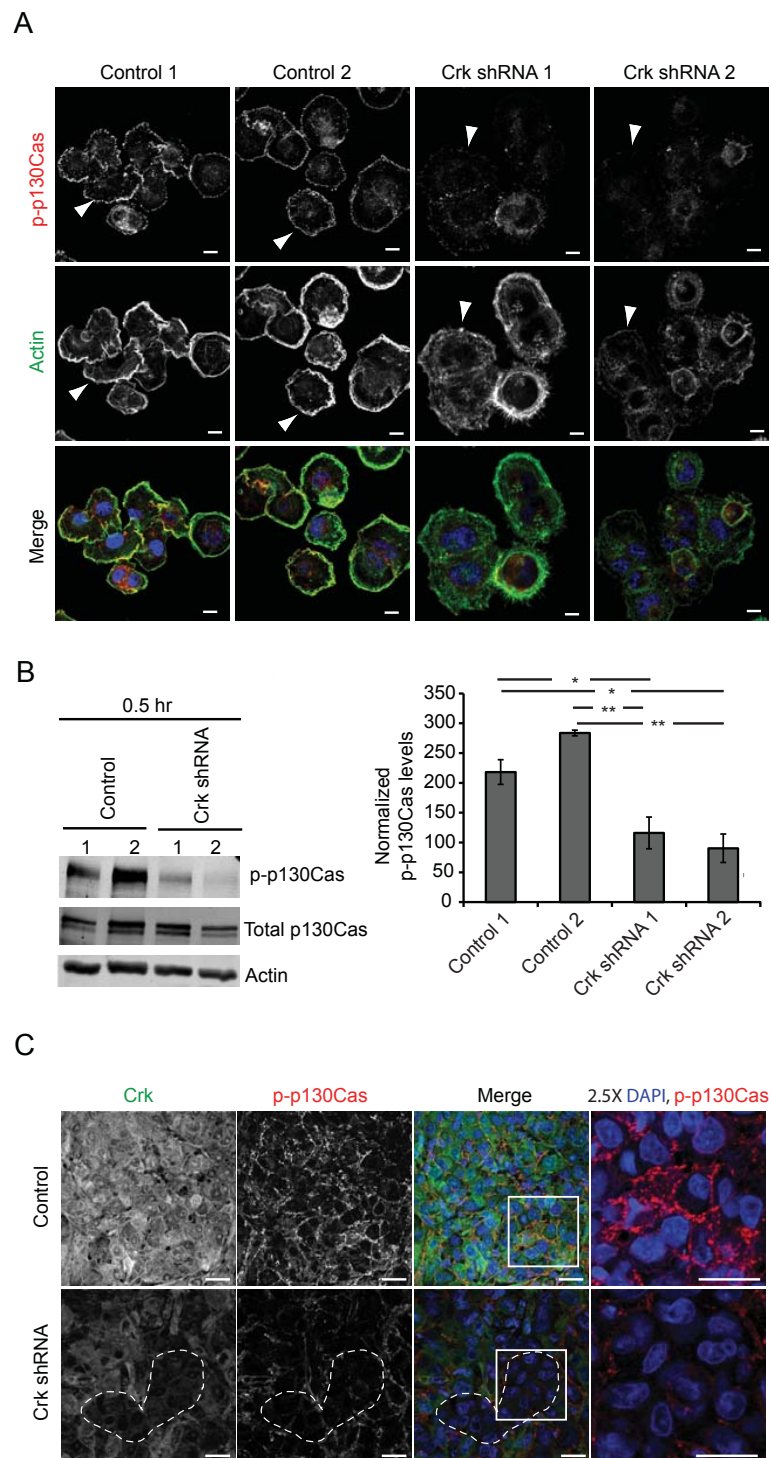 A
Control 1 Control 2 Crk shRNA 1 Crk shRNA 2
p-p130Cas
Actin
Merge
B
0.5 hr
Control Crk shRNA
1 2 1 2
p-p130Cas
Total p130Cas
Actin
* 
*
**
**
Normalized
p-p130Cas levels
350
300
250
200
150
100
50
0
Control 1 Control 2 Crk shRNA 1 Crk shRNA 2
C
Crk p-p130Cas Merge 2.5X DAPI, p-p130Cas
Control
Crk shRNA